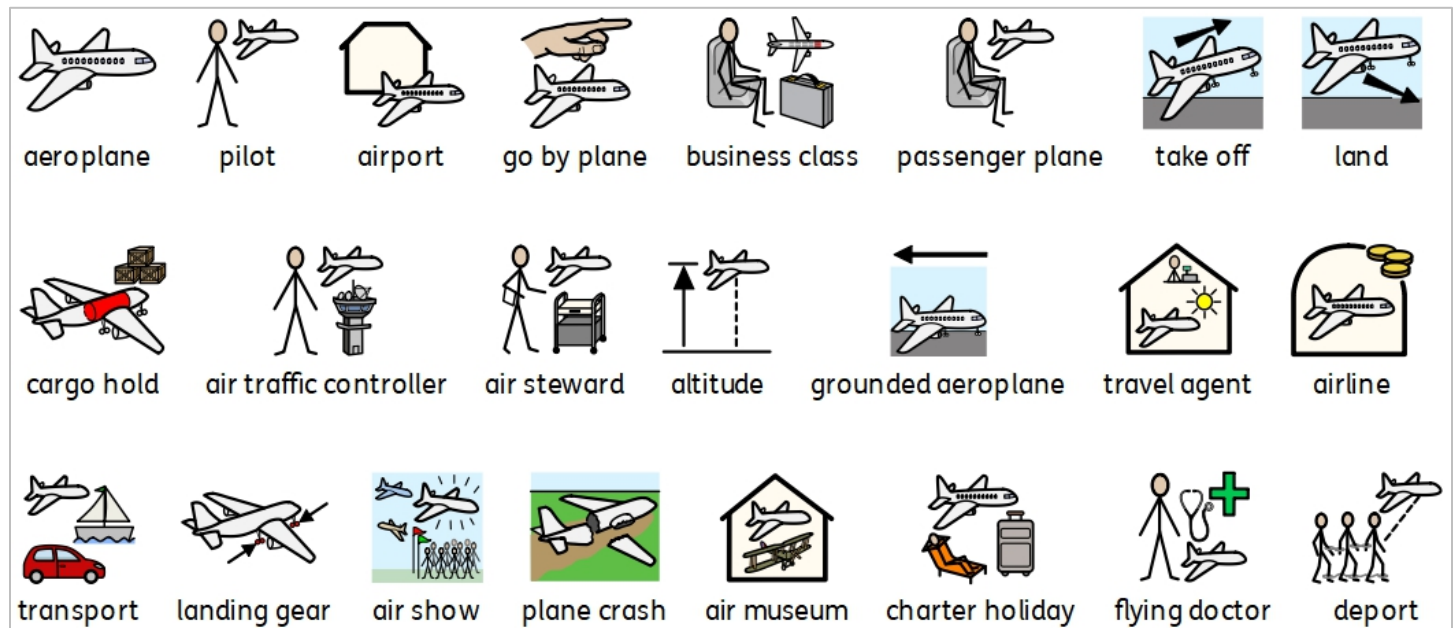 aeroplane pilot airport go by plane business class passenger plane take off land
cargo hold air traffic controller air steward altitude grounded aeroplane travel agent airline
transport landing gear air show plane crash air museum charter holiday flying doctor deport